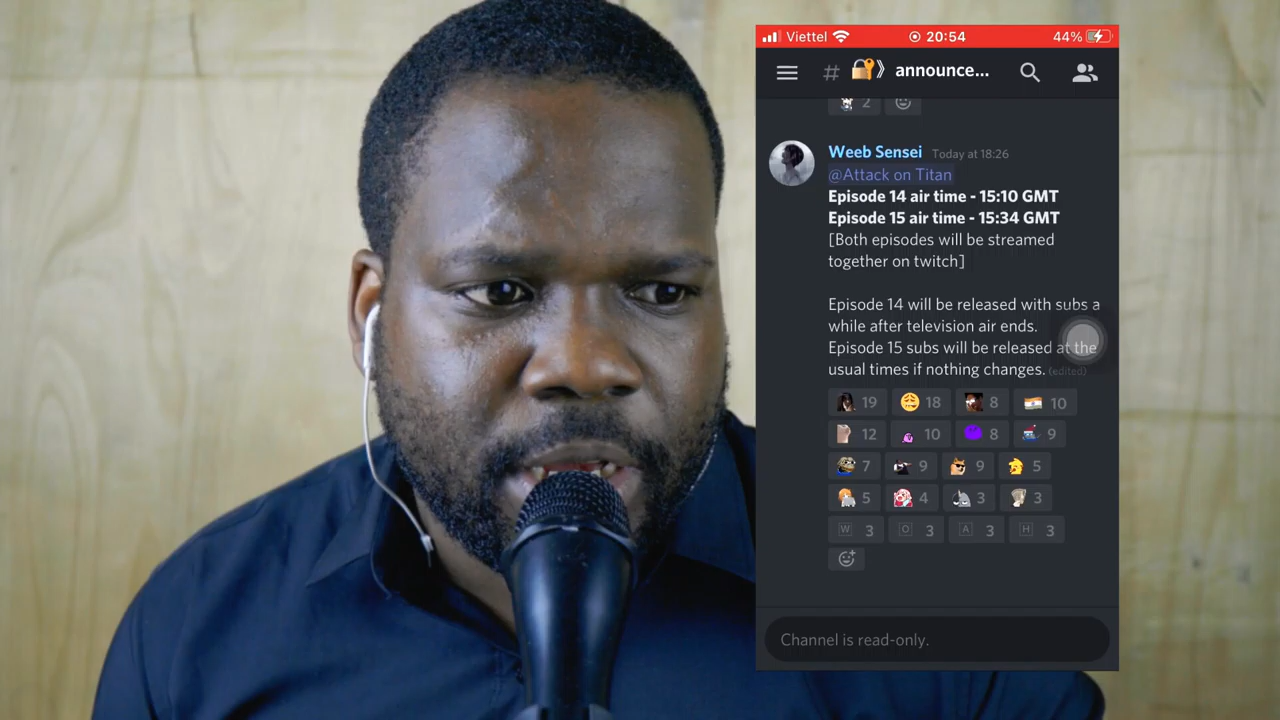 Viettel 20:54 44%
# announce...
2
Weeb Sensei Today at 18:26
@Attack on Titan
Episode 14 air time - 15:10 GMT
Episode 15 air time - 15:34 GMT
[Both episodes will be streamed
together on twitch]
Episode 14 will be released with subs a
while after television air ends.
Episode 15 subs will be released at the
usual times if nothing changes. (edited)
19 18 8 10
12 10 8 9
7 9 9 5
5 4 3 3
W 3 O 3 A 3 H 3
Channel is read-only.